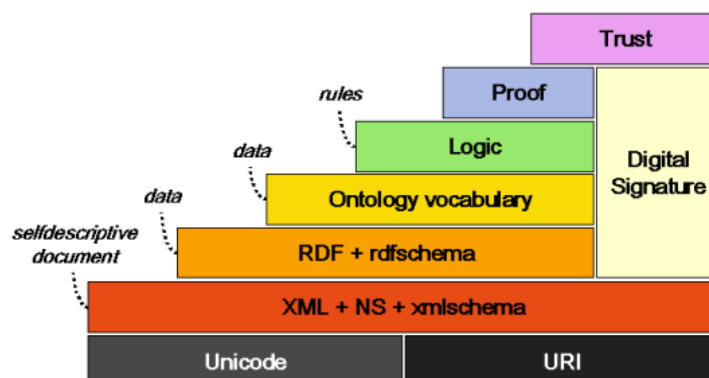 Trust
Proof
rules
Logic
Digital
Signature
data
Ontology vocabulary
data
RDF + rdfschema
selfdescriptive
document
XML + NS + xmlschema
Unicode
URI